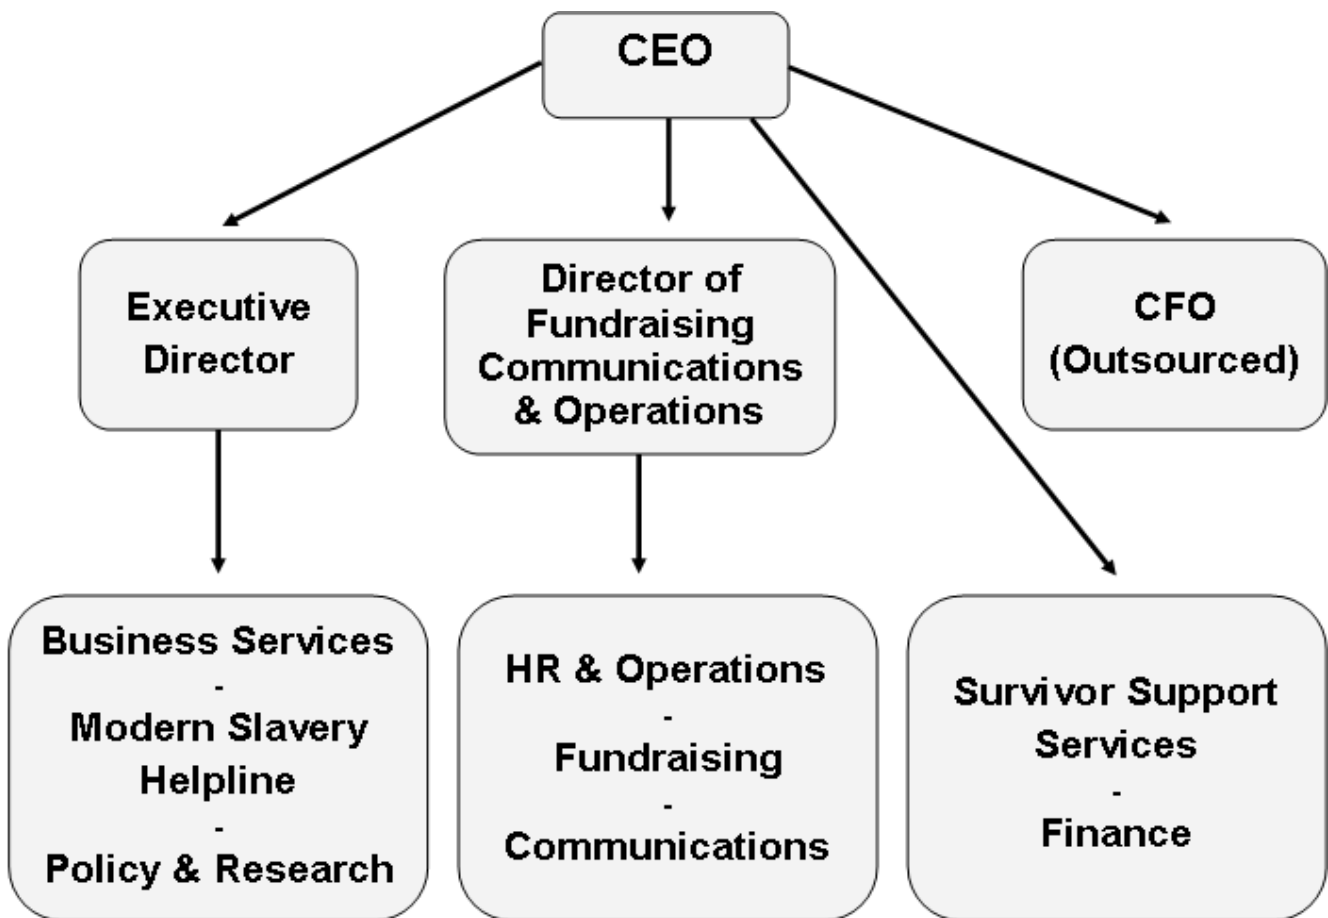 CEO
Executive
Director
Director of
Fundraising
Communications
& Operations
CFO
(Outsourced)
Business Services
-
Modern Slavery
Helpline
-
Policy & Research
HR & Operations
-
Fundraising
-
Communications
Survivor Support
Services
-
Finance